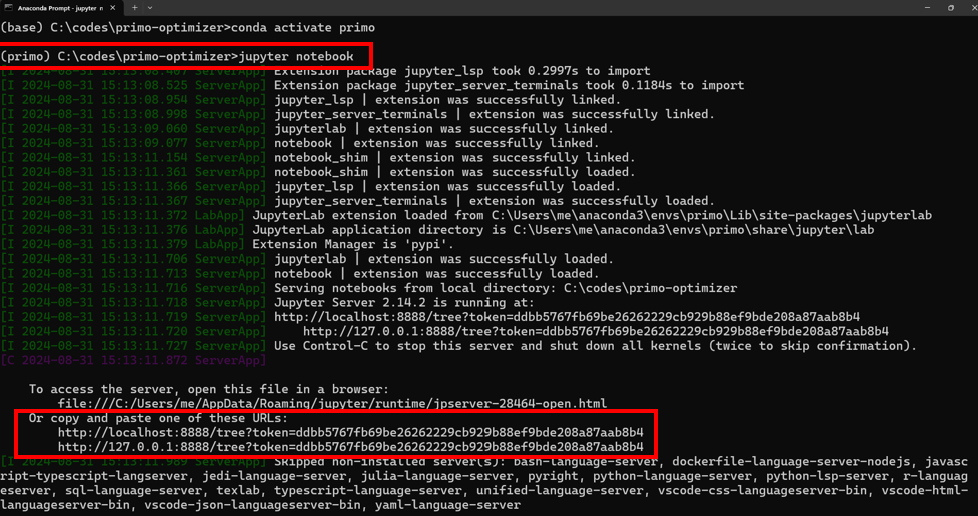 Anaconda Prompt - jupyter n
(base) C:\codes\primo-optimizer>conda activate primo
(primo) C:\codes\primo-optimizer>jupyter notebook
[I 2024-08-31 15:13:08.407 ServerApp] Extension package jupyter_lsp took 0.2997s to import
[I 2024-08-31 15:13:08.525 ServerApp] Extension package jupyter_server_terminals took 0.1184s to import
[I 2024-08-31 15:13:08.954 ServerApp] jupyter_lsp | extension was successfully linked.
[I 2024-08-31 15:13:08.998 ServerApp] jupyter_server_terminals | extension was successfully linked.
[I 2024-08-31 15:13:09.060 ServerApp] jupyterlab | extension was successfully linked.
[I 2024-08-31 15:13:09.077 ServerApp] notebook | extension was successfully linked.
[I 2024-08-31 15:13:11.154 ServerApp] notebook_shim | extension was successfully linked.
[I 2024-08-31 15:13:11.361 ServerApp] notebook_shim | extension was successfully loaded.
[I 2024-08-31 15:13:11.366 ServerApp] jupyter_lsp | extension was successfully loaded.
[I 2024-08-31 15:13:11.367 ServerApp] jupyter_server_terminals | extension was successfully loaded.
[I 2024-08-31 15:13:11.372 LabApp] JupyterLab extension loaded from C:\Users\me\anaconda3\envs\primo\Lib\site-packages\jupyterlab
[I 2024-08-31 15:13:11.376 LabApp] JupyterLab application directory is C:\Users\me\anaconda3\envs\primo\share\jupyter\lab
[I 2024-08-31 15:13:11.379 LabApp] Extension Manager is 'pypi'.
[I 2024-08-31 15:13:11.706 ServerApp] jupyterlab | extension was successfully loaded.
[I 2024-08-31 15:13:11.713 ServerApp] notebook | extension was successfully loaded.
[I 2024-08-31 15:13:11.716 ServerApp] Serving notebooks from local directory: C:\codes\primo-optimizer
[I 2024-08-31 15:13:11.718 ServerApp] Jupyter Server 2.14.2 is running at:
[I 2024-08-31 15:13:11.719 ServerApp] http://localhost:8888/tree?token=ddbb5767fb69be26262229cb929b88ef9bde208a87aab8b4
[I 2024-08-31 15:13:11.720 ServerApp]     http://127.0.0.1:8888/tree?token=ddbb5767fb69be26262229cb929b88ef9bde208a87aab8b4
[I 2024-08-31 15:13:11.727 ServerApp] Use Control-C to stop this server and shut down all kernels (twice to skip confirmation).
[C 2024-08-31 15:13:11.872 ServerApp]
To access the server, open this file in a browser:
file:///C:/Users/me/AppData/Roaming/jupyter/runtime/jpserver-28464-open.html
Or copy and paste one of these URLs:
http://localhost:8888/tree?token=ddbb5767fb69be26262229cb929b88ef9bde208a87aab8b4
http://127.0.0.1:8888/tree?token=ddbb5767fb69be26262229cb929b88ef9bde208a87aab8b4
[I 2024-08-31 15:13:11.989 ServerApp] Skipped non-installed server(s): bash-language-server, dockerfile-language-server-nodejs, javasc
ript-typescript-langserver, jedi-language-server, julia-language-server, pyright, python-language-server, python-lsp-server, r-languag
eserver, sql-language-server, texlab, typescript-language-server, unified-language-server, vscode-css-languageserver-bin, vscode-html-
languageserver-bin, vscode-json-languageserver-bin, yaml-language-server